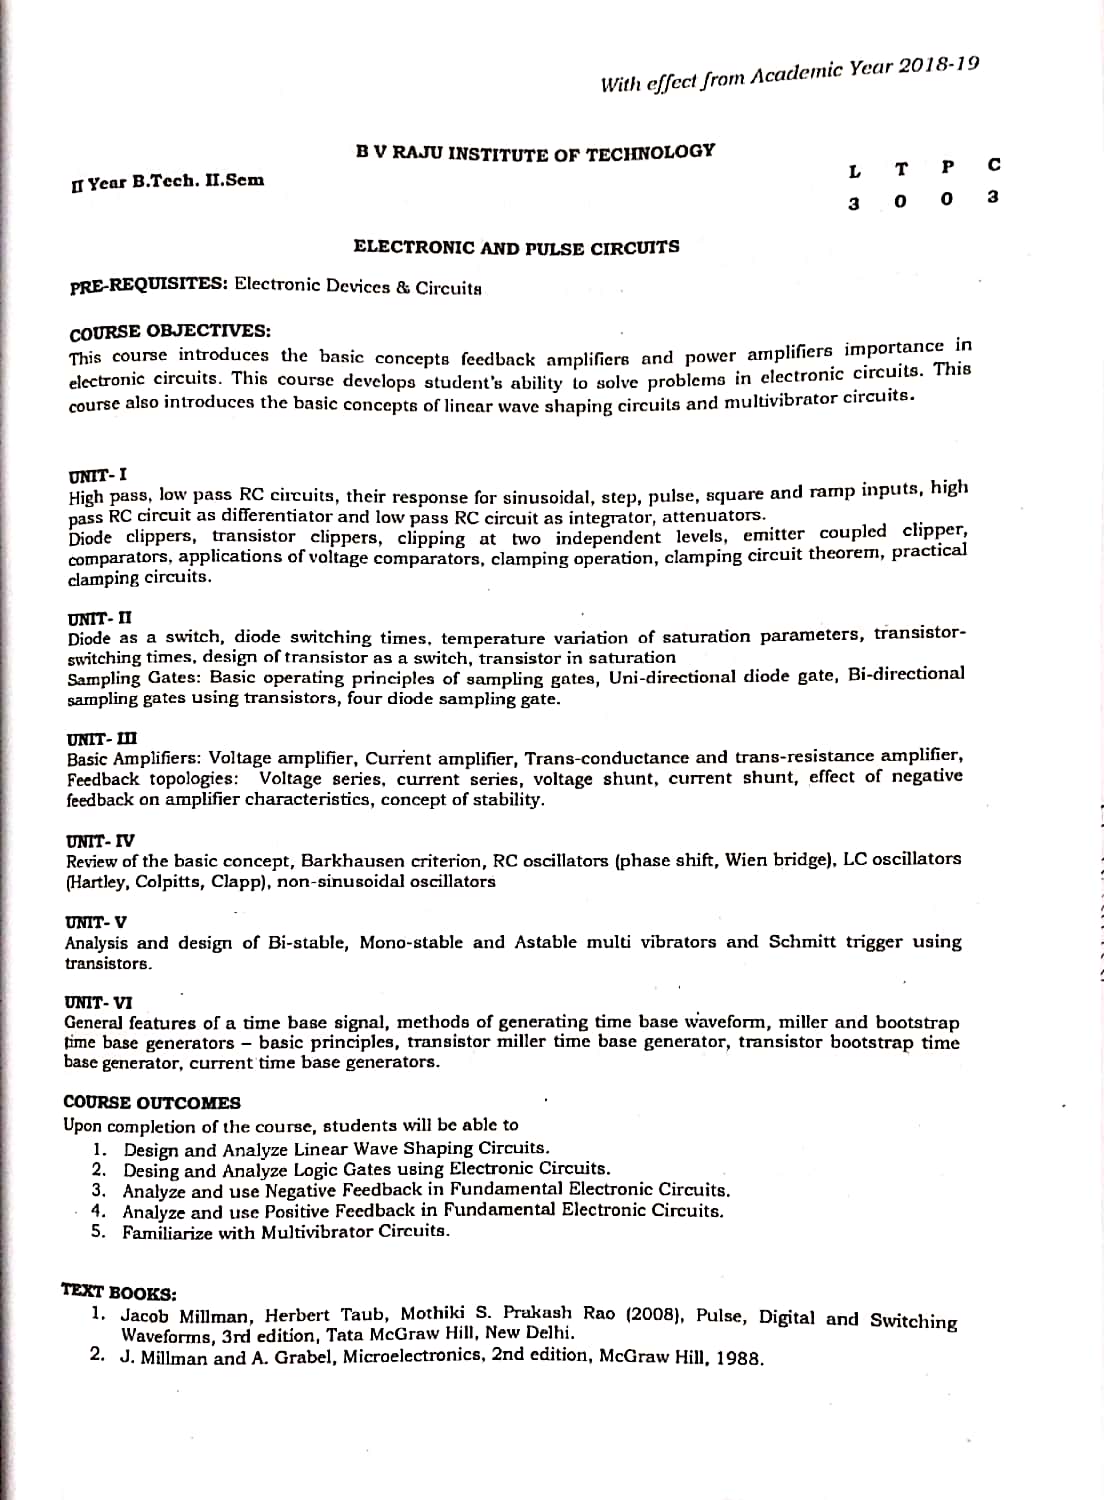 With effect from Academic Year 2018-19
B V RAJU INSTITUTE OF TECHNOLOGY
II Year B.Tech. II.Sem
L T P C
3 0 0 3
ELECTRONIC AND PULSE CIRCUITS
PRE-REQUISITES: Electronic Devices & Circuits
COURSE OBJECTIVES:
This course introduces the basic concepts feedback amplifiers and power amplifiers importance in
electronic circuits. This course develops student's ability to solve problems in electronic circuits. This
course also introduces the basic concepts of linear wave shaping circuits and multivibrator circuits.
UNIT- I
High pass, low pass RC circuits, their response for sinusoidal, step, pulse, square and ramp inputs, high
pass RC circuit as differentiator and low pass RC circuit as integrator, attenuators.
Diode clippers, transistor clippers, clipping at two independent levels, emitter coupled clipper,
comparators, applications of voltage comparators, clamping operation, clamping circuit theorem, practical
clamping circuits.
UNIT- II
Diode as a switch, diode switching times, temperature variation of saturation parameters, transistor-
switching times, design of transistor as a switch, transistor in saturation
Sampling Gates: Basic operating principles of sampling gates, Uni-directional diode gate, Bi-directional
sampling gates using transistors, four diode sampling gate.
UNIT- III
Basic Amplifiers: Voltage amplifier, Current amplifier, Trans-conductance and trans-resistance amplifier,
Feedback topologies: Voltage series, current series, voltage shunt, current shunt, effect of negative
feedback on amplifier characteristics, concept of stability.
UNIT- IV
Review of the basic concept, Barkhausen criterion, RC oscillators (phase shift, Wien bridge), LC oscillators
(Hartley, Colpitts, Clapp), non-sinusoidal oscillators
UNIT- V
Analysis and design of Bi-stable, Mono-stable and Astable multi vibrators and Schmitt trigger using
transistors.
UNIT- VI
General features of a time base signal, methods of generating time base waveform, miller and bootstrap
time base generators – basic principles, transistor miller time base generator, transistor bootstrap time
base generator, current time base generators.
COURSE OUTCOMES
Upon completion of the course, students will be able to
1. Design and Analyze Linear Wave Shaping Circuits.
2. Desing and Analyze Logic Gates using Electronic Circuits.
3. Analyze and use Negative Feedback in Fundamental Electronic Circuits.
4. Analyze and use Positive Feedback in Fundamental Electronic Circuits.
5. Familiarize with Multivibrator Circuits.
TEXT BOOKS:
1. Jacob Millman, Herbert Taub, Mothiki S. Prakash Rao (2008), Pulse, Digital and Switching
Waveforms, 3rd edition, Tata McGraw Hill, New Delhi.
2. J. Millman and A. Grabel, Microelectronics, 2nd edition, McGraw Hill, 1988.